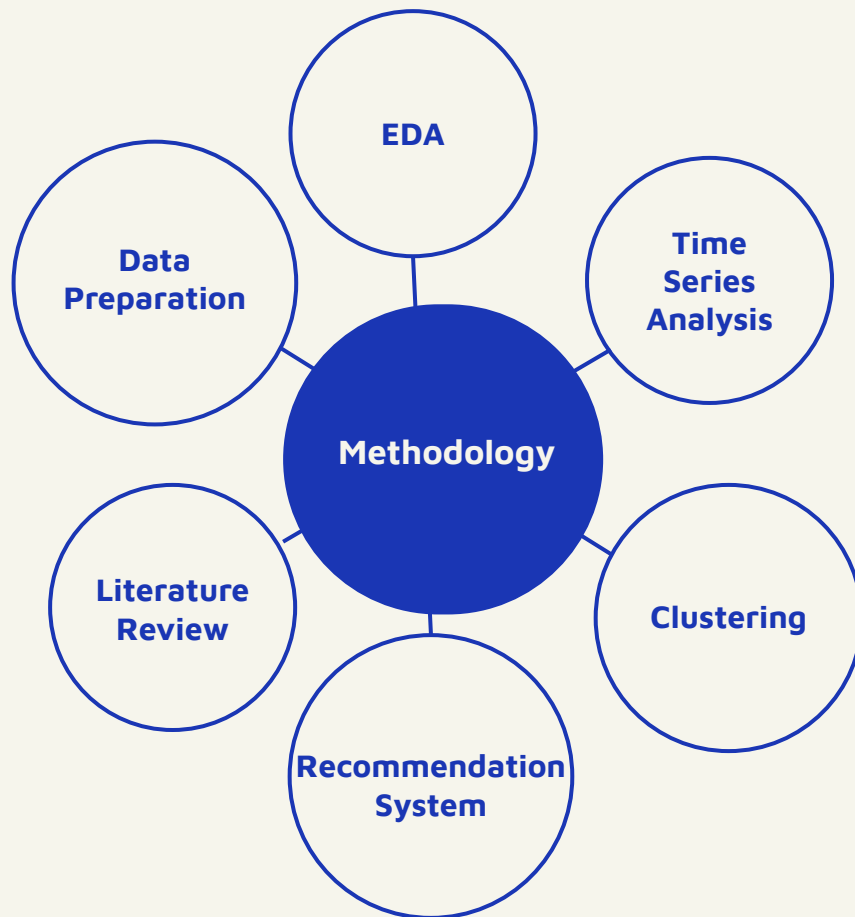 EDA
Data
Preparation
Time
Series
Analysis
Methodology
Literature
Review
Clustering
Recommendation
System